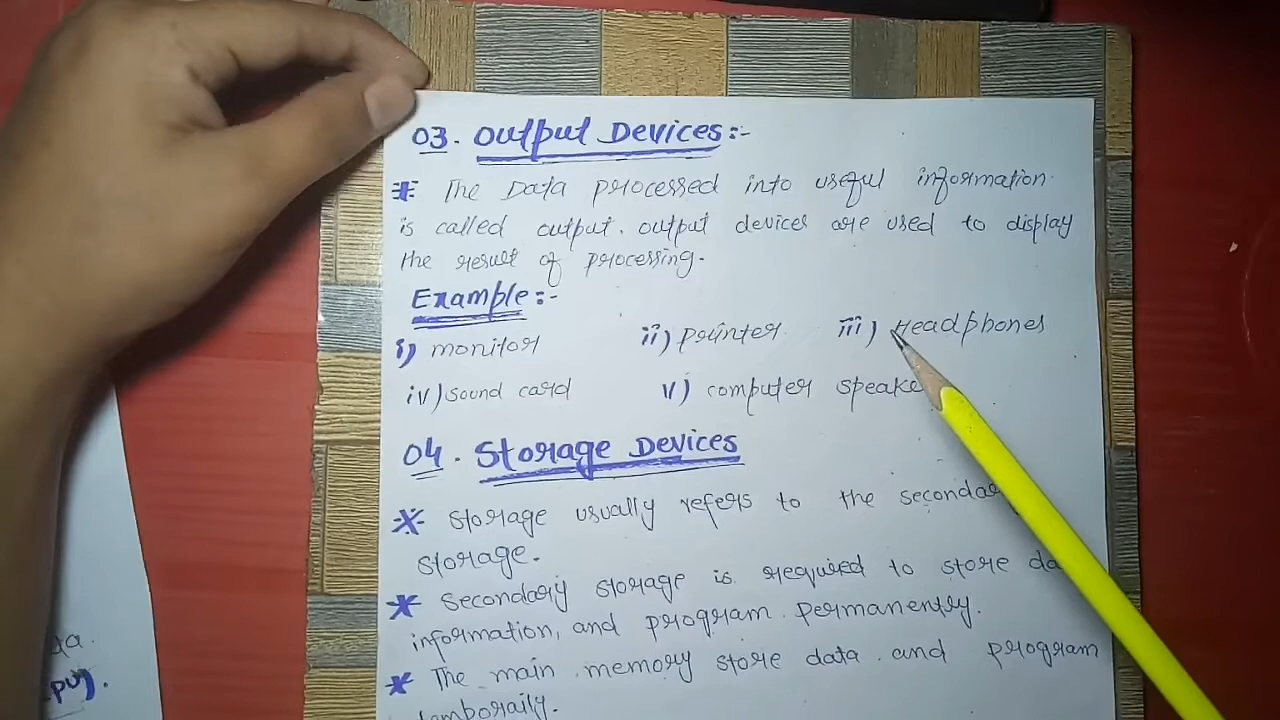 03. Output Devices:-
* The Data processed into useful information.
is called output. output devices are used to display
the result of processing.
Example:-
i) monitor ii) printer iii) Headphones
iv) sound card v) computer speake
04. Storage Devices
* storage usually refers to the seconda
storage.
* secondary storage is required to store da
information, and program permanently.
* The main memory store data and program
temporaily.